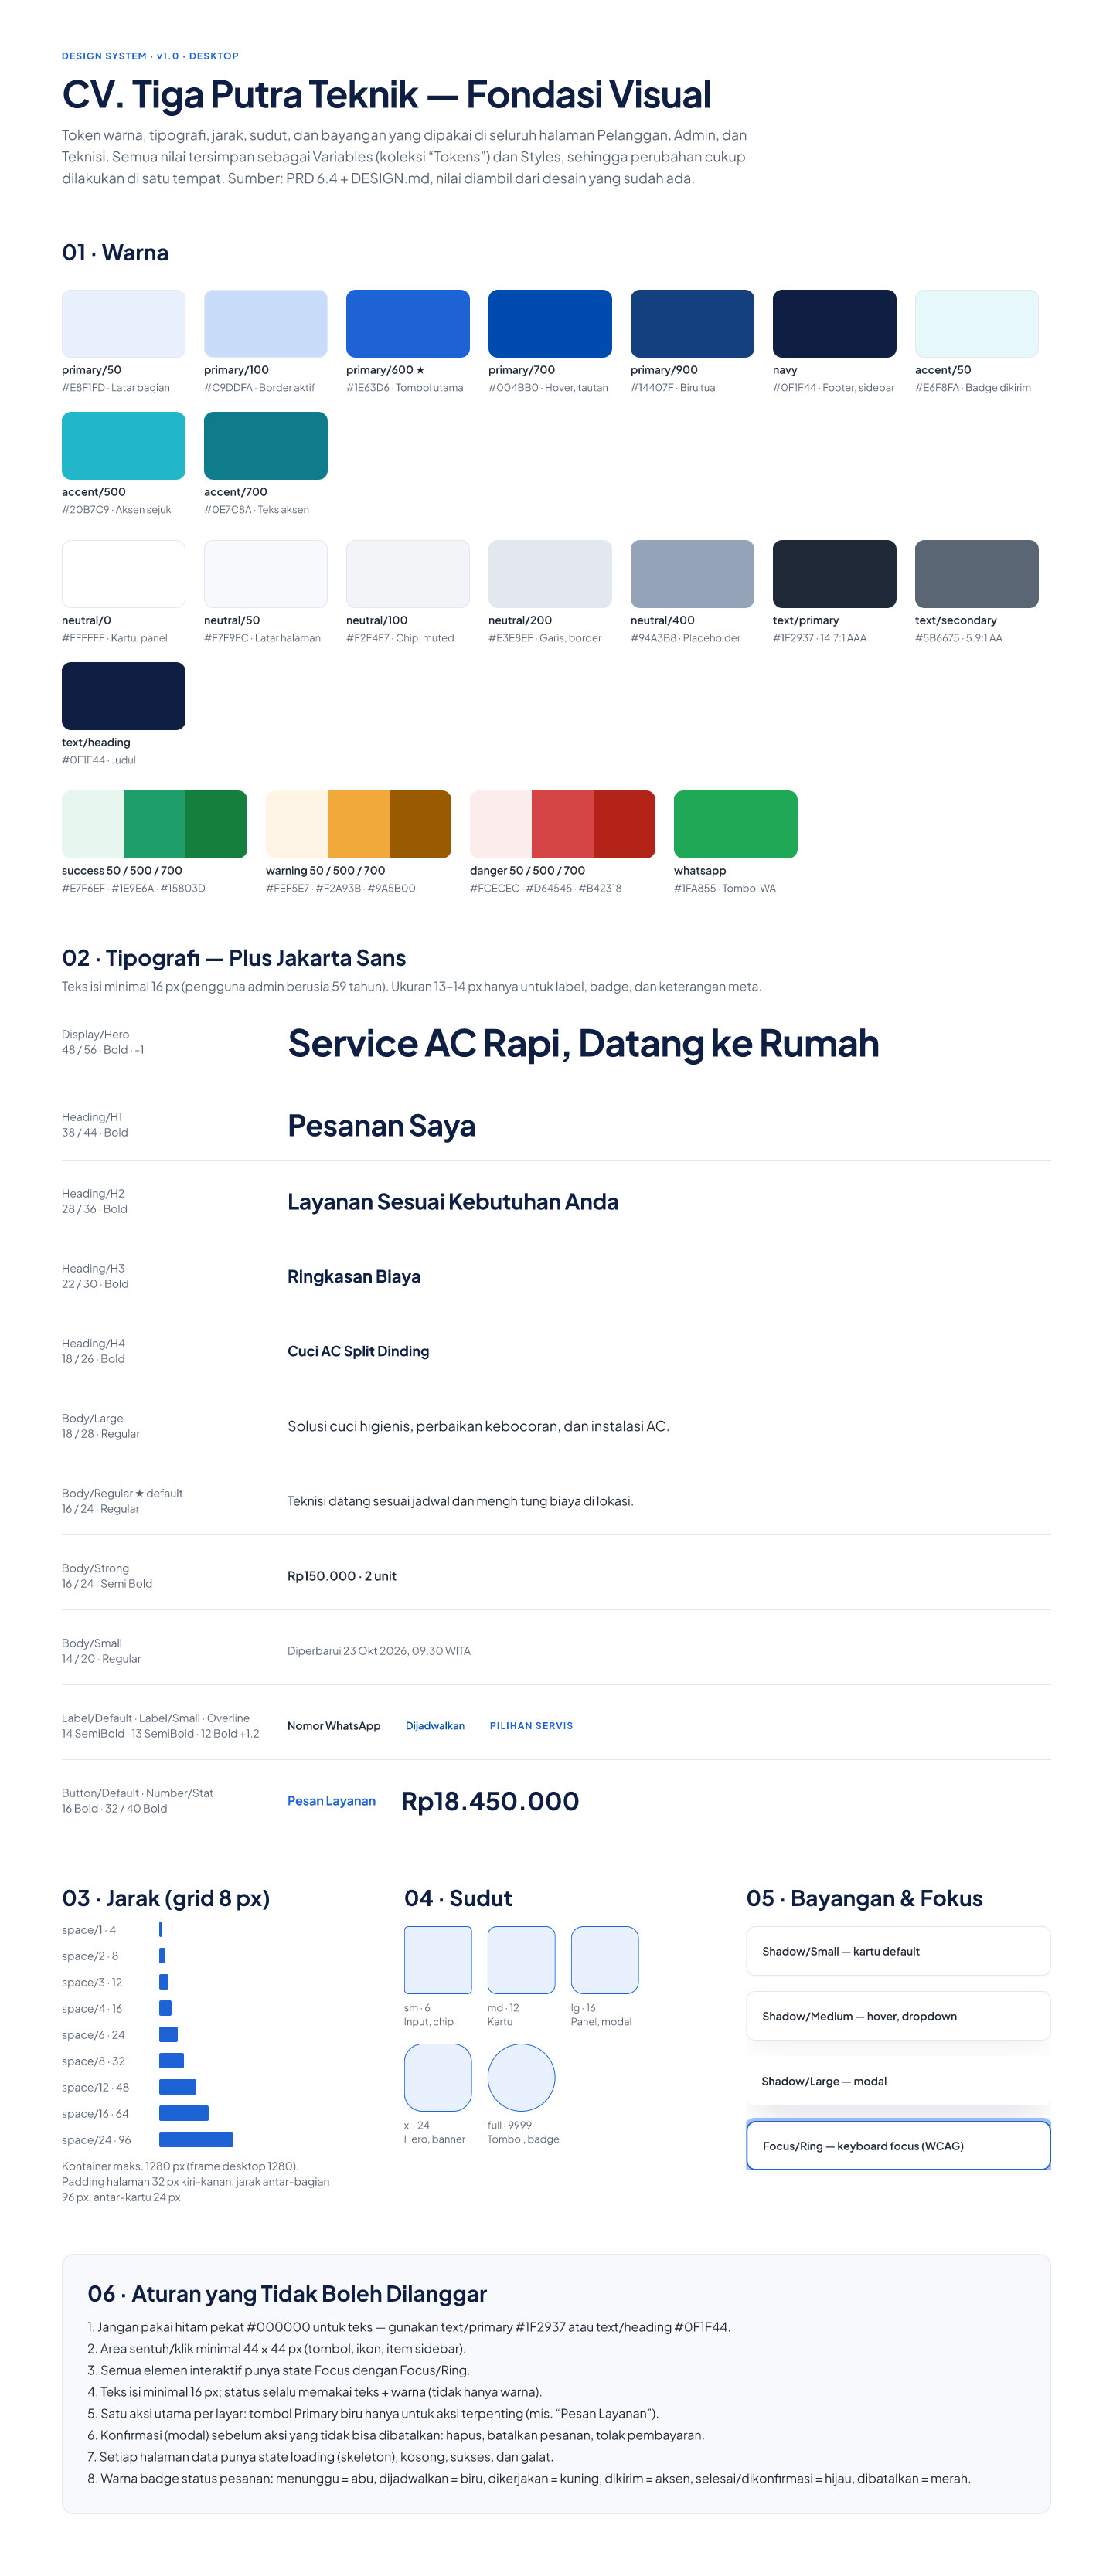 DESIGN SYSTEM · v1.0 · DESKTOP
CV. Tiga Putra Teknik — Fondasi Visual
Token warna, tipografi, jarak, sudut, dan bayangan yang dipakai di seluruh halaman Pelanggan, Admin, dan
Teknisi. Semua nilai tersimpan sebagai Variables (koleksi “Tokens”) dan Styles, sehingga perubahan cukup
dilakukan di satu tempat. Sumber: PRD 6.4 + DESIGN.md, nilai diambil dari desain yang sudah ada.
01 · Warna
primary/50
#E8F1FD · Latar bagian
primary/100
#C9DDFA · Border aktif
primary/600 ★
#1E63D6 · Tombol utama
primary/700
#004BB0 · Hover, tautan
primary/900
#14407F · Biru tua
navy
#0F1F44 · Footer, sidebar
accent/50
#E6F8FA · Badge dikirim
accent/500
#20B7C9 · Aksen sejuk
accent/700
#0E7C8A · Teks aksen
neutral/0
#FFFFFF · Kartu, panel
neutral/50
#F7F9FC · Latar halaman
neutral/100
#F2F4F7 · Chip, muted
neutral/200
#E3E8EF · Garis, border
neutral/400
#94A3B8 · Placeholder
text/primary
#1F2937 · 14.7:1 AAA
text/secondary
#5B6675 · 5.9:1 AA
text/heading
#0F1F44 · Judul
success 50 / 500 / 700
#E7F6EF · #1E9E6A · #15803D
warning 50 / 500 / 700
#FEF5E7 · #F2A93B · #9A5B00
danger 50 / 500 / 700
#FCECEC · #D64545 · #B42318
whatsapp
#1FA855 · Tombol WA
02 · Tipografi — Plus Jakarta Sans
Teks isi minimal 16 px (pengguna admin berusia 59 tahun). Ukuran 13–14 px hanya untuk label, badge, dan keterangan meta.
Display/Hero
48 / 56 · Bold · -1
Service AC Rapi, Datang ke Rumah
Heading/H1
38 / 44 · Bold
Pesanan Saya
Heading/H2
28 / 36 · Bold
Layanan Sesuai Kebutuhan Anda
Heading/H3
22 / 30 · Bold
Ringkasan Biaya
Heading/H4
18 / 26 · Bold
Cuci AC Split Dinding
Body/Large
18 / 28 · Regular
Solusi cuci higienis, perbaikan kebocoran, dan instalasi AC.
Body/Regular ★ default
16 / 24 · Regular
Teknisi datang sesuai jadwal dan menghitung biaya di lokasi.
Body/Strong
16 / 24 · Semi Bold
Rp150.000 · 2 unit
Body/Small
14 / 20 · Regular
Diperbarui 23 Okt 2026, 09.30 WITA
Label/Default · Label/Small · Overline
14 SemiBold · 13 SemiBold · 12 Bold +1.2
Nomor WhatsApp
Dijadwalkan
PILIHAN SERVIS
Button/Default · Number/Stat
16 Bold · 32 / 40 Bold
Pesan Layanan
Rp18.450.000
03 · Jarak (grid 8 px)
space/1 · 4
space/2 · 8
space/3 · 12
space/4 · 16
space/6 · 24
space/8 · 32
space/12 · 48
space/16 · 64
space/24 · 96
Kontainer maks. 1280 px (frame desktop 1280).
Padding halaman 32 px kiri-kanan, jarak antar-bagian
96 px, antar-kartu 24 px.
04 · Sudut
sm · 6
Input, chip
md · 12
Kartu
lg · 16
Panel, modal
xl · 24
Hero, banner
full · 9999
Tombol, badge
05 · Bayangan & Fokus
Shadow/Small — kartu default
Shadow/Medium — hover, dropdown
Shadow/Large — modal
Focus/Ring — keyboard focus (WCAG)
06 · Aturan yang Tidak Boleh Dilanggar
1. Jangan pakai hitam pekat #000000 untuk teks — gunakan text/primary #1F2937 atau text/heading #0F1F44.
2. Area sentuh/klik minimal 44 × 44 px (tombol, ikon, item sidebar).
3. Semua elemen interaktif punya state Focus dengan Focus/Ring.
4. Teks isi minimal 16 px; status selalu memakai teks + warna (tidak hanya warna).
5. Satu aksi utama per layar: tombol Primary biru hanya untuk aksi terpenting (mis. “Pesan Layanan”).
6. Konfirmasi (modal) sebelum aksi yang tidak bisa dibatalkan: hapus, batalkan pesanan, tolak pembayaran.
7. Setiap halaman data punya state loading (skeleton), kosong, sukses, dan galat.
8. Warna badge status pesanan: menunggu = abu, dijadwalkan = biru, dikerjakan = kuning, dikirim = aksen, selesai/dikonfirmasi = hijau, dibatalkan = merah.